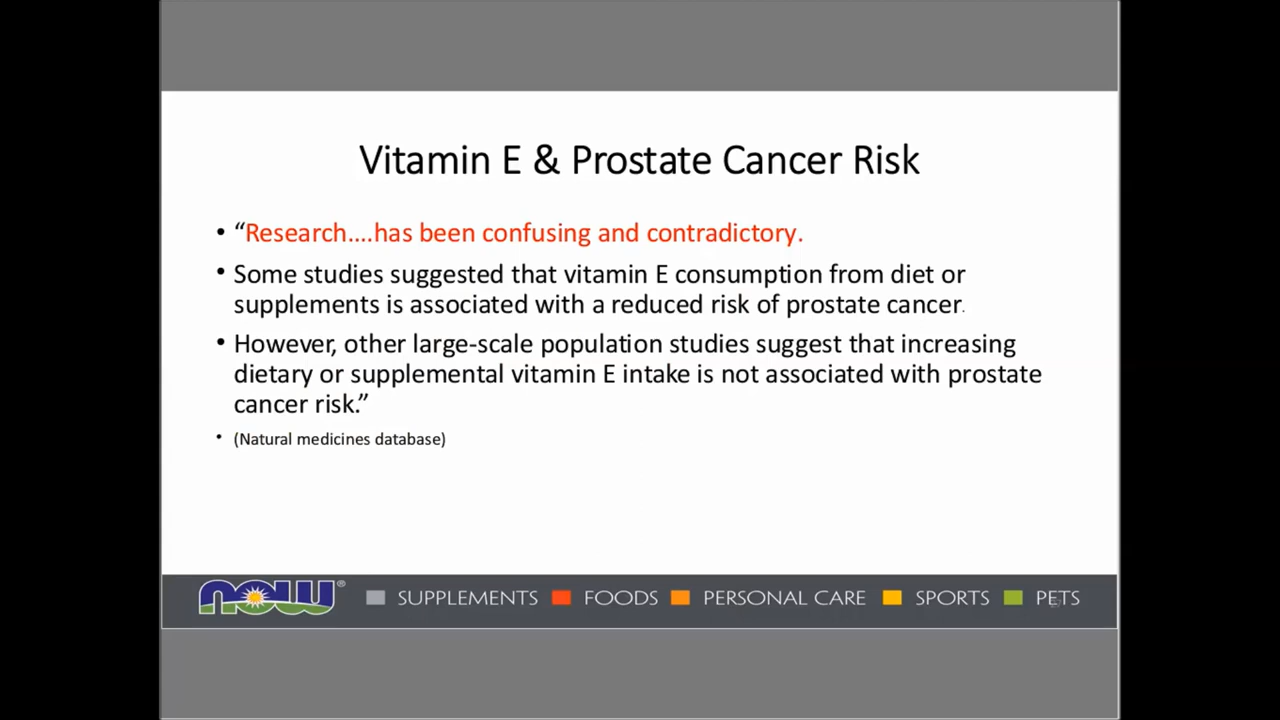 Vitamin E & Prostate Cancer Risk
• “Research....has been confusing and contradictory.
• Some studies suggested that vitamin E consumption from diet or
supplements is associated with a reduced risk of prostate cancer.
• However, other large-scale population studies suggest that increasing
dietary or supplemental vitamin E intake is not associated with prostate
cancer risk.”
• (Natural medicines database)
now® SUPPLEMENTS FOODS PERSONAL CARE SPORTS PETS